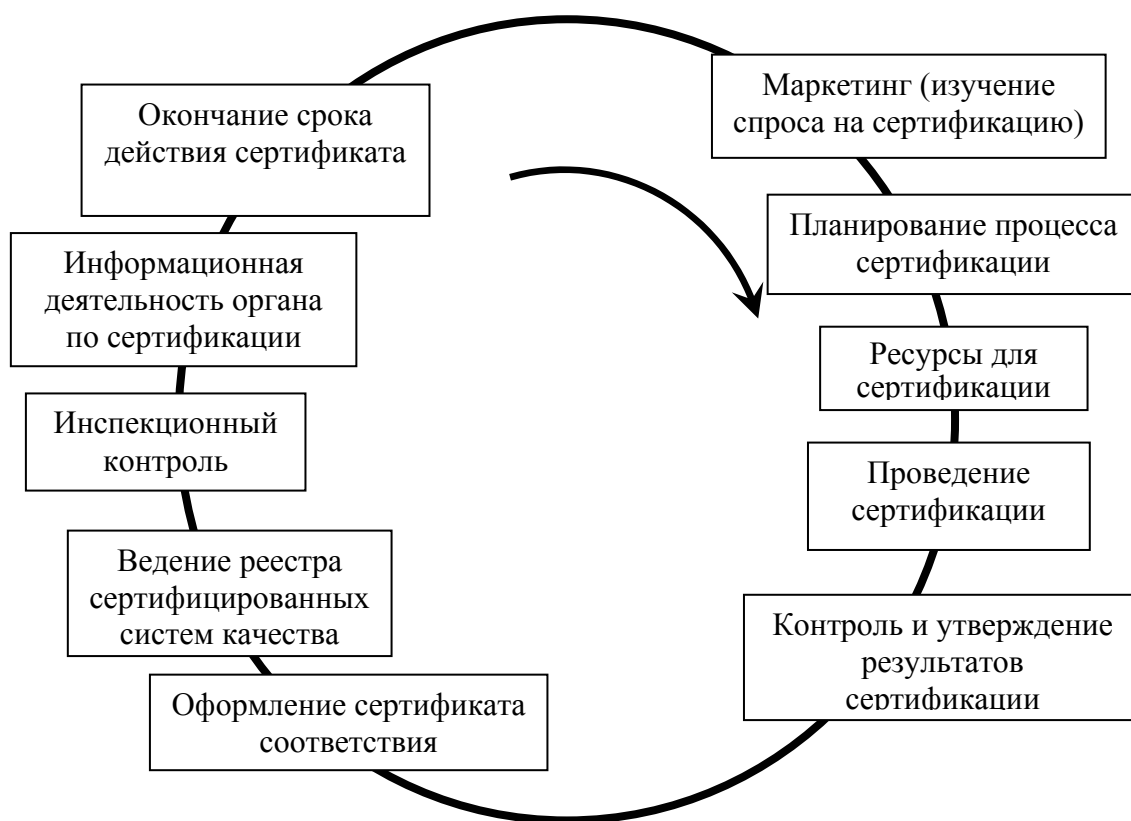 Маркетинг (изучение
спроса на сертификацию)
Планирование процесса
сертификации
Ресурсы для
сертификации
Проведение
сертификации
Контроль и утверждение
результатов
сертификации
Оформление сертификата
соответствия
Ведение реестра
сертифицированных
систем качества
Инспекционный
контроль
Информационная
деятельность органа
по сертификации
Окончание срока
действия сертификата